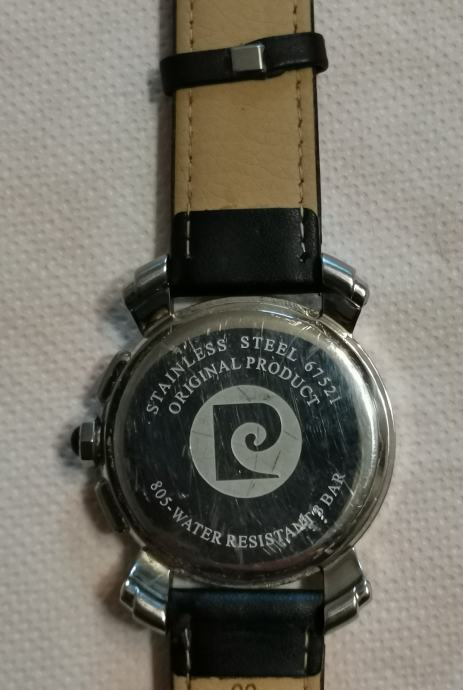 STAINLESS STEEL 67521
ORIGINAL PRODUCT
805-WATER RESISTANT BAR